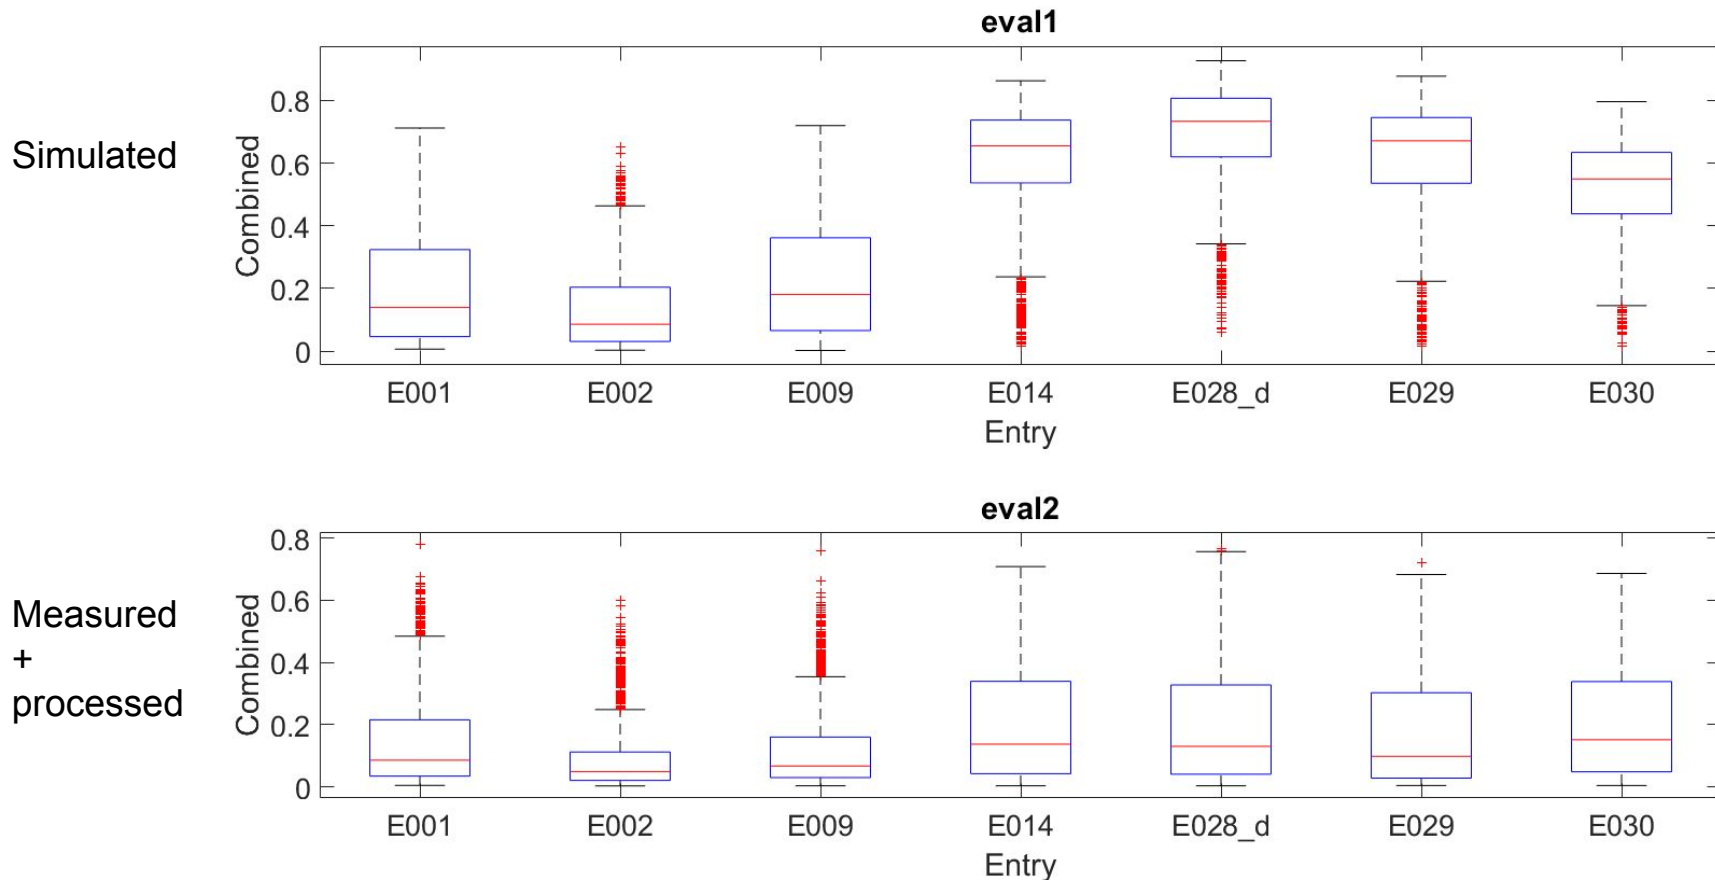 eval1
Simulated
Combined
0.8
0.6
0.4
0.2
0
E001 E002 E009 E014 E028_d E029 E030
Entry
eval2
Measured
+
processed
Combined
0.8
0.6
0.4
0.2
0
E001 E002 E009 E014 E028_d E029 E030
Entry